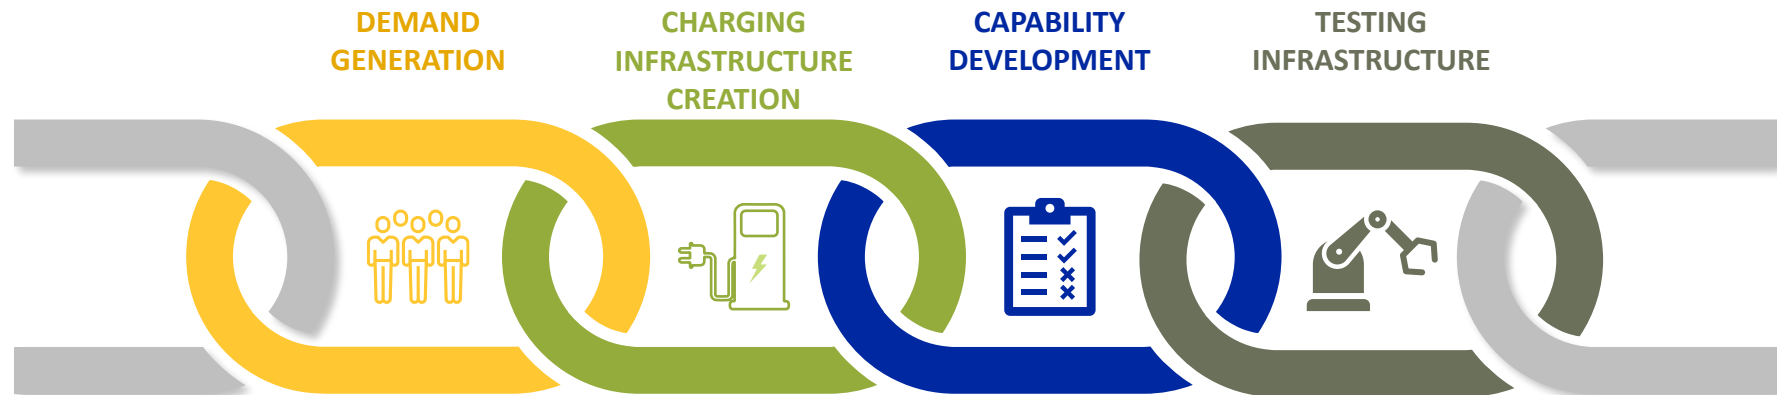 DEMAND
GENERATION
CHARGING
INFRASTRUCTURE
CREATION
CAPABILITY
DEVELOPMENT
TESTING
INFRASTRUCTURE